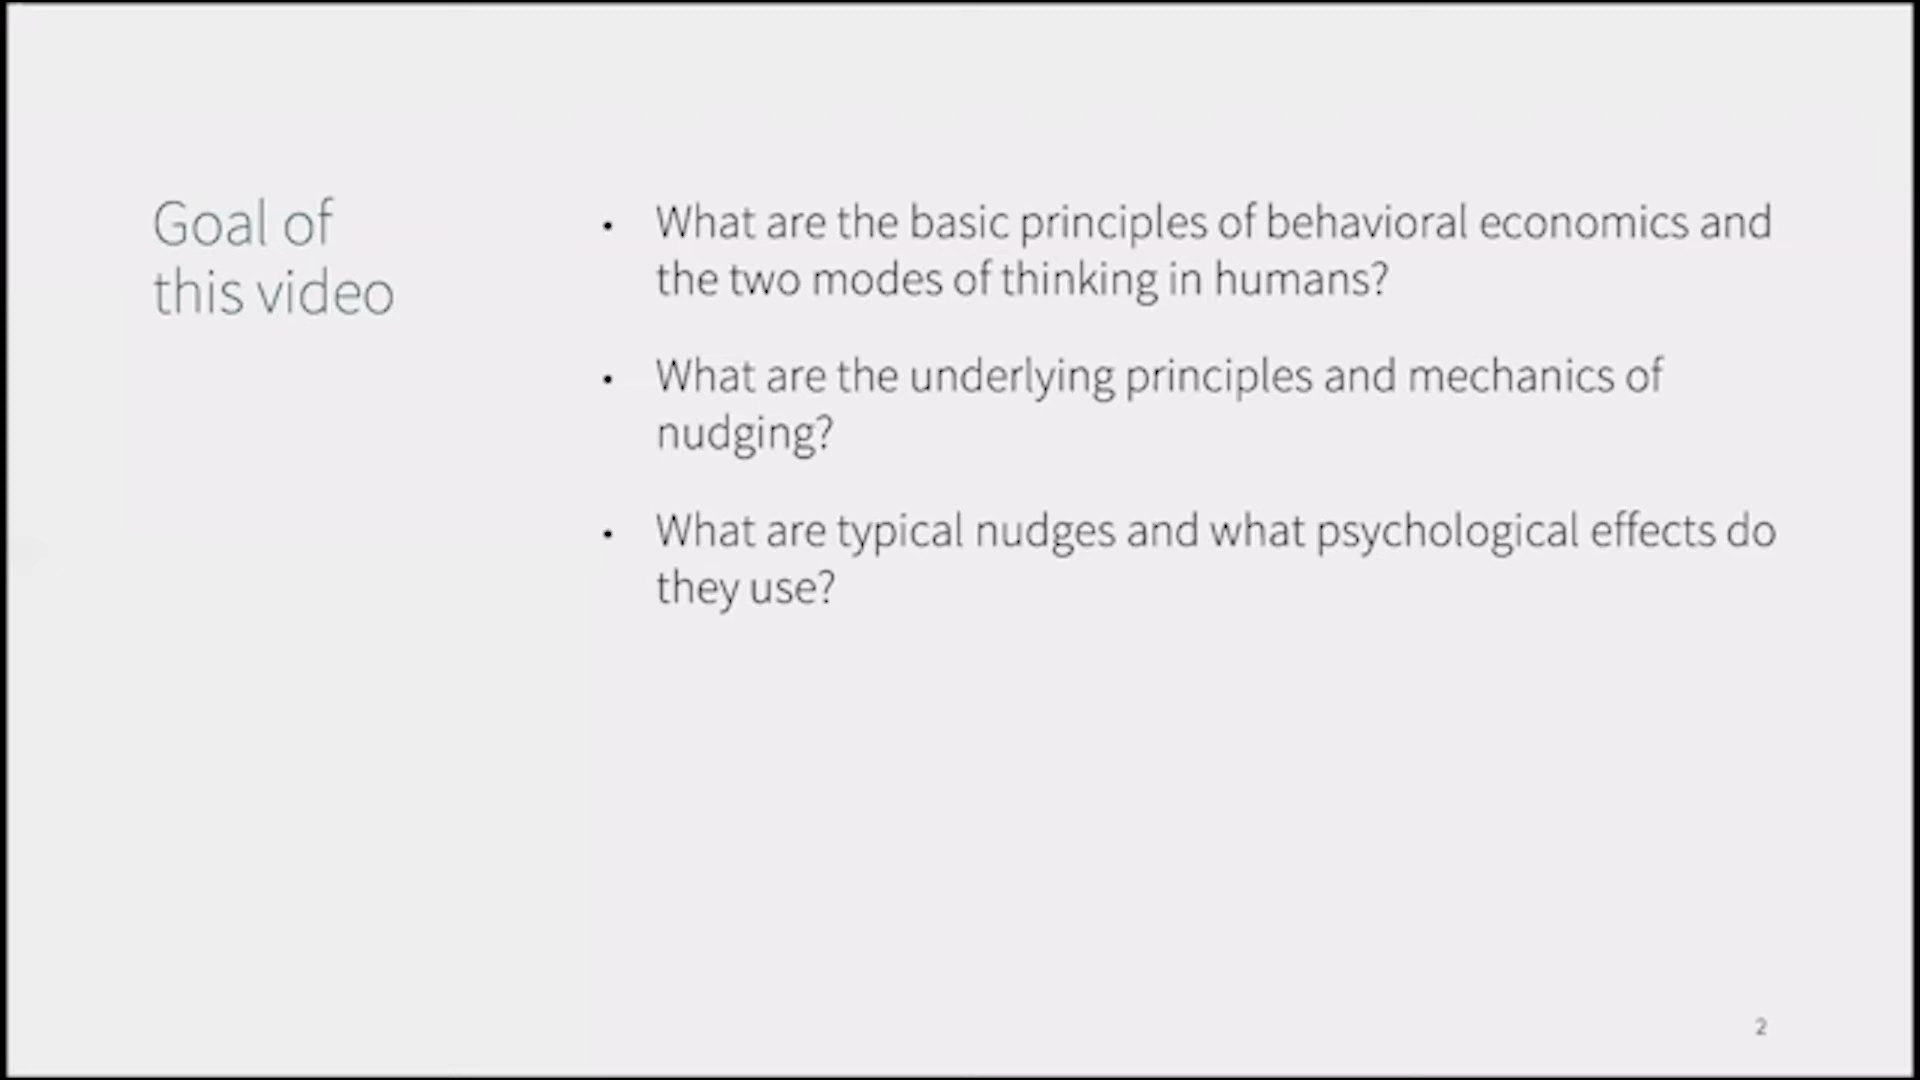 Goal of
this video
• What are the basic principles of behavioral economics and
the two modes of thinking in humans?
• What are the underlying principles and mechanics of
nudging?
• What are typical nudges and what psychological effects do
they use?
2